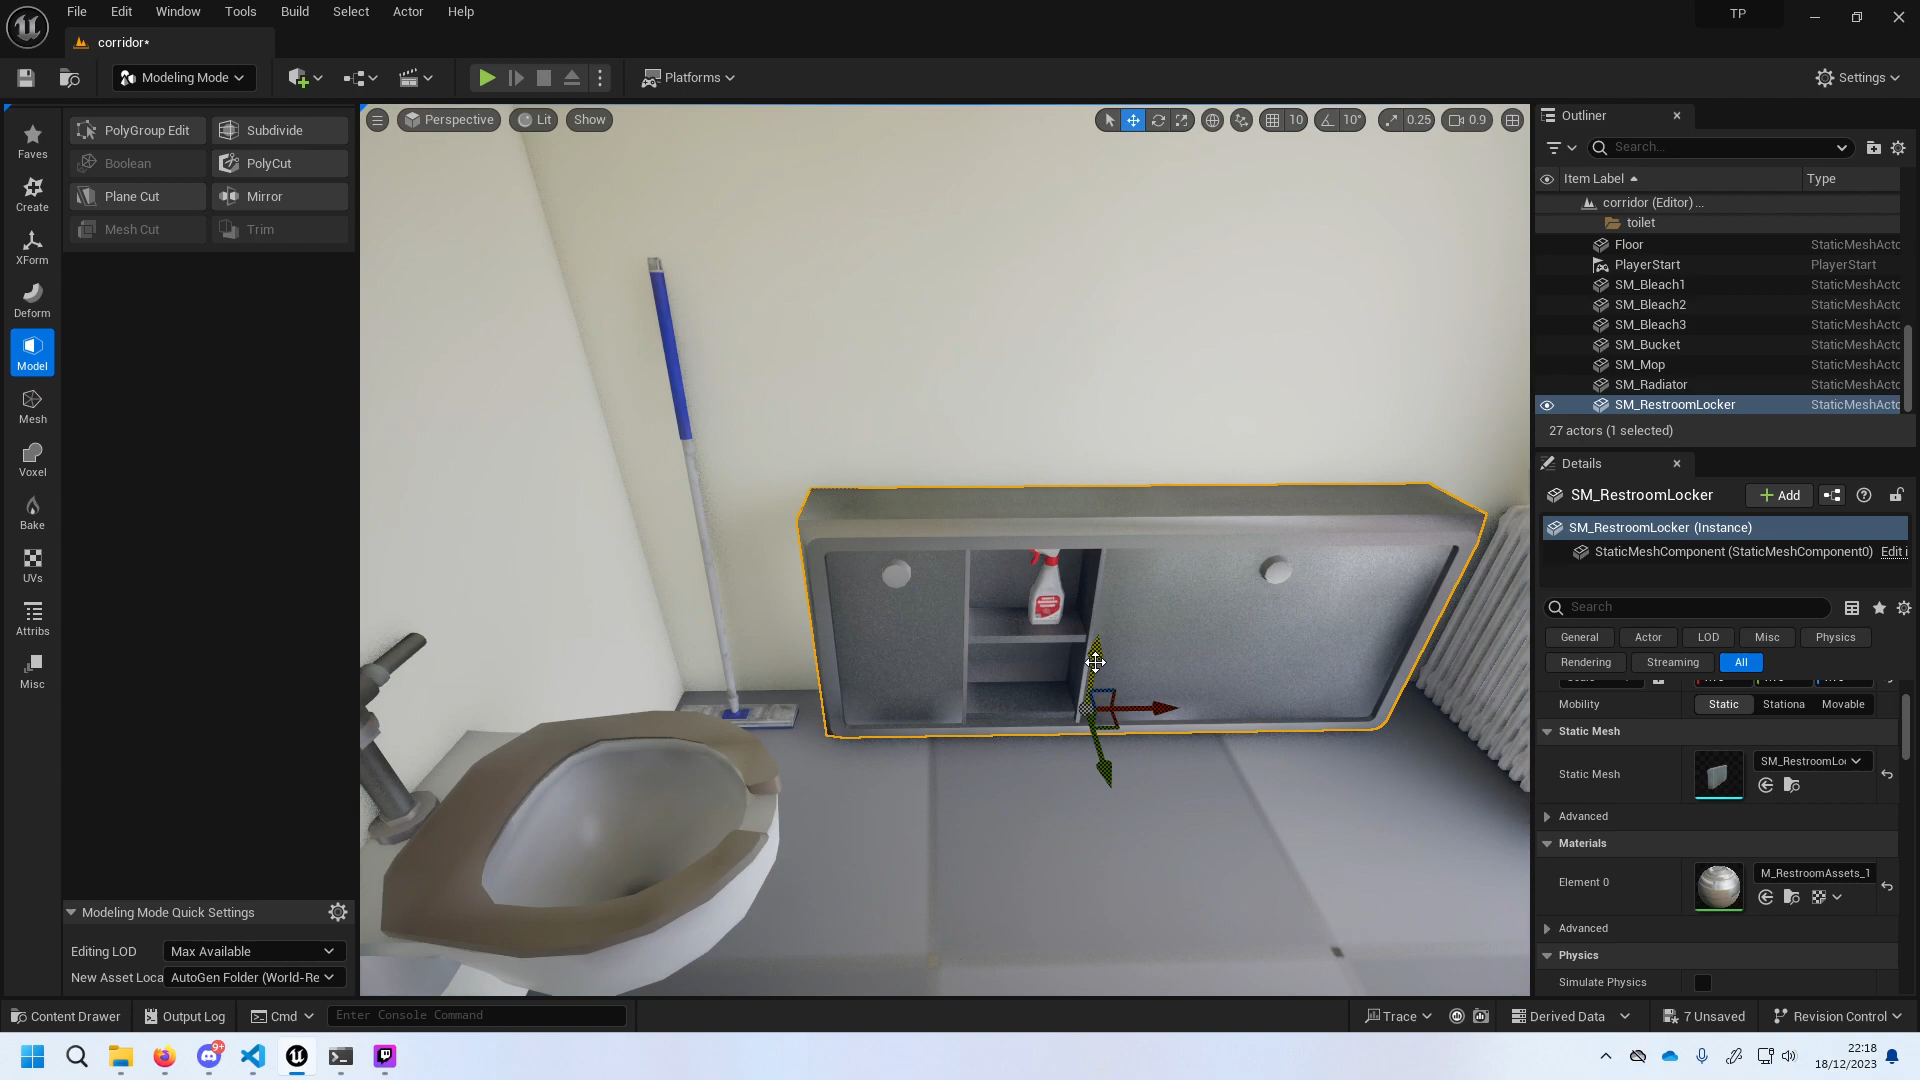 File Edit Window Tools Build Select Actor Help
TP
corridor*
Modeling Mode
Platforms
Settings
PolyGroup Edit Subdivide
Boolean PolyCut
Plane Cut Mirror
Mesh Cut Trim
Faves
Create
XForm
Deform
Model
Mesh
Voxel
Bake
UVs
Attribs
Misc
Modeling Mode Quick Settings
Editing LOD Max Available
New Asset Loca AutoGen Folder (World-Re
Perspective Lit Show
10 10° 0.25 0.9
Outliner
Search...
Item Label Type
corridor (Editor) ...
toilet
Floor StaticMeshActo
PlayerStart PlayerStart
SM_Bleach1 StaticMeshActo
SM_Bleach2 StaticMeshActo
SM_Bleach3 StaticMeshActo
SM_Bucket StaticMeshActo
SM_Mop StaticMeshActo
SM_Radiator StaticMeshActo
SM_RestroomLocker StaticMeshActo
27 actors (1 selected)
Details
SM_RestroomLocker Add
SM_RestroomLocker (Instance)
StaticMeshComponent (StaticMeshComponent0) Edit i
Search
General Actor LOD Misc Physics
Rendering Streaming All
Mobility Static Stationa Movable
Static Mesh
Static Mesh SM_RestroomLo
Advanced
Materials
Element 0 M_RestroomAssets_1
Advanced
Physics
Simulate Physics
Content Drawer Output Log Cmd Enter Console Command
Trace Derived Data 7 Unsaved Revision Control
9+
22:18
18/12/2023